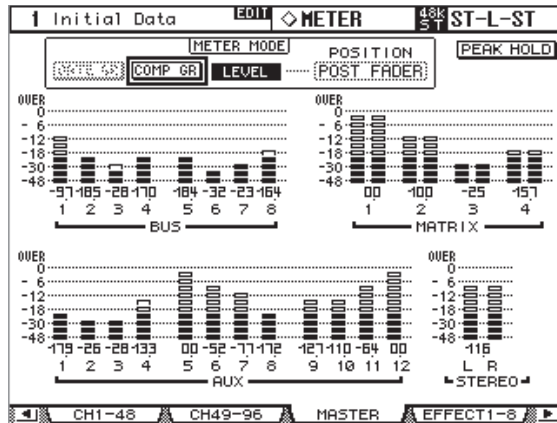 1 Initial Data EDIT ◇METER 48K ST ST-L-ST
METER MODE POSITION PEAK HOLD
GATE GR COMP GR LEVEL POST FADER
OVER OVER
0 0
- 6 - 6
-12 -12
-18 -18
-30 -30
-48 -48
-97 -185 -28 -170 -184 -32 -23 -164 00 -100 -25 -157
1 2 3 4 5 6 7 8 1 2 3 4
BUS MATRIX
OVER OVER
0 0
- 6 - 6
-12 -12
-18 -18
-30 -30
-48 -48
-179 -26 -28 -133 00 -52 -77 -172 -127 -110 -64 00 -116
1 2 3 4 5 6 7 8 9 10 11 12 L R
AUX STEREO
CH1-48 CH49-96 MASTER EFFECT1-8